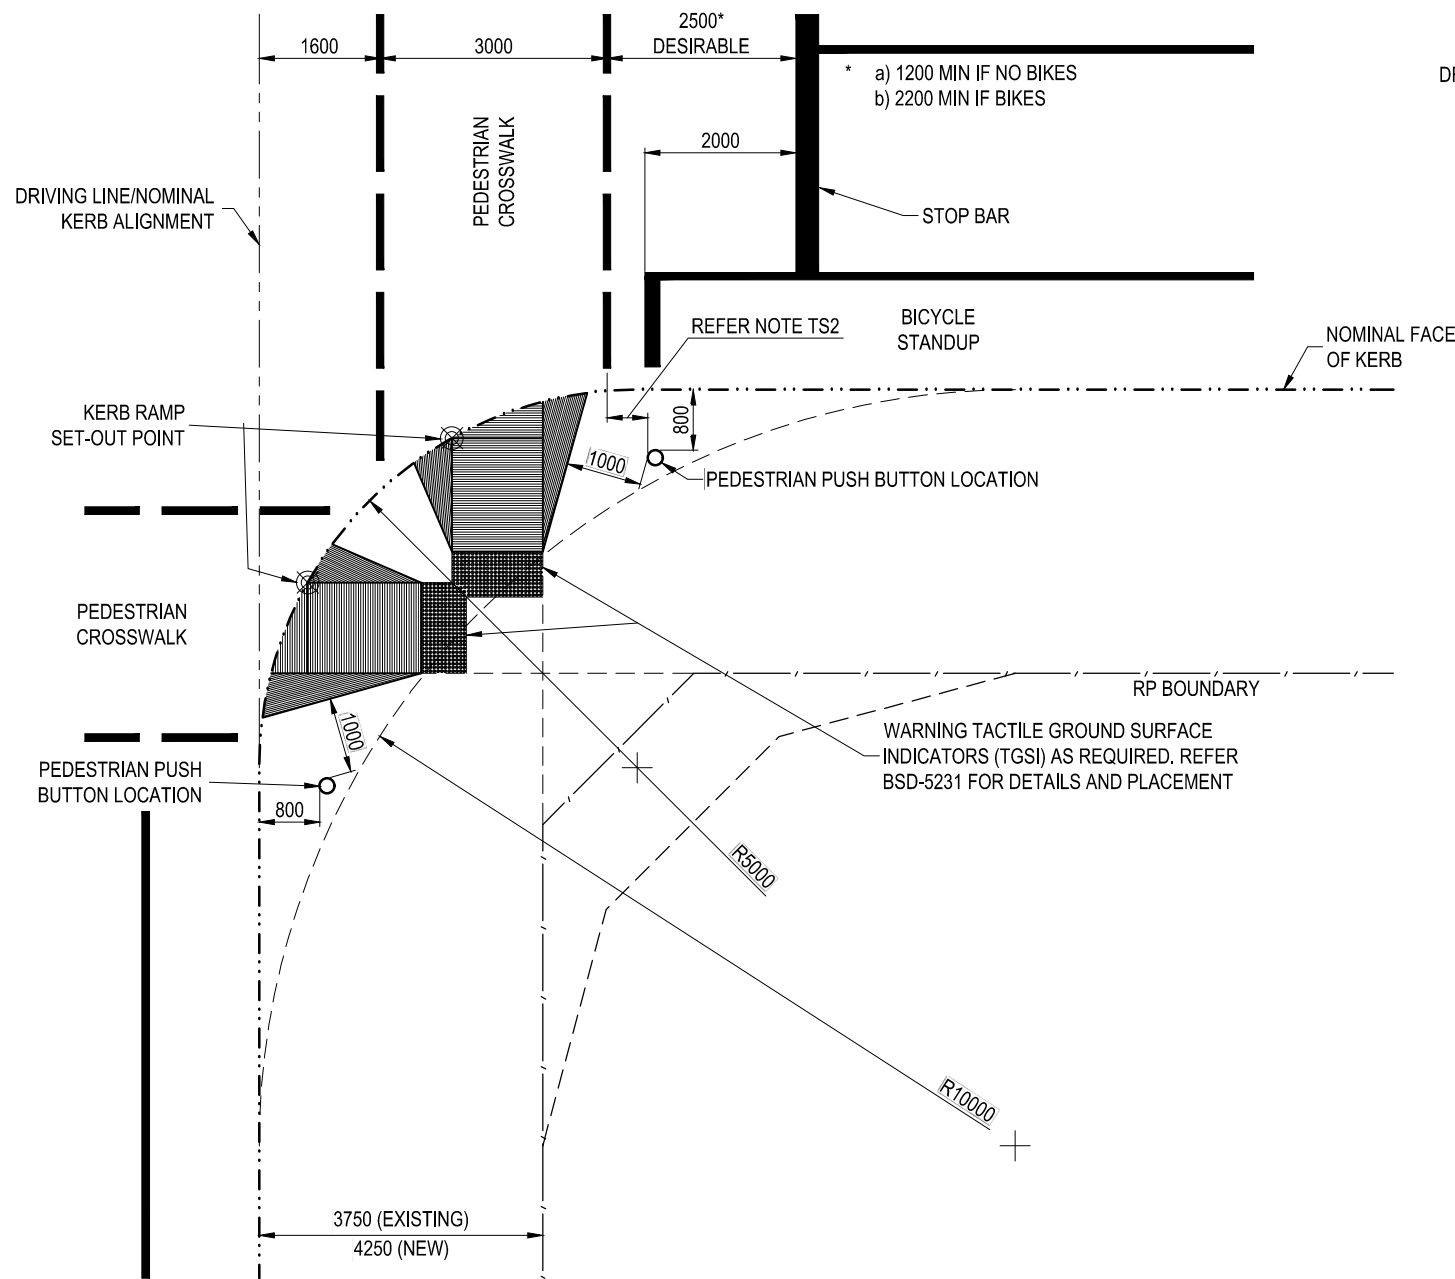 1600
3000
2500*
DESIRABLE
* a) 1200 MIN IF NO BIKES
b) 2200 MIN IF BIKES
2000
PEDESTRIAN
CROSSWALK
DRIVING LINE/NOMINAL
KERB ALIGNMENT
STOP BAR
REFER NOTE TS2
BICYCLE
STANDUP
NOMINAL FACE
OF KERB
KERB RAMP
SET-OUT POINT
800
1000
PEDESTRIAN PUSH BUTTON LOCATION
PEDESTRIAN
CROSSWALK
RP BOUNDARY
WARNING TACTILE GROUND SURFACE
INDICATORS (TGSI) AS REQUIRED. REFER
BSD-5231 FOR DETAILS AND PLACEMENT
1000
PEDESTRIAN PUSH
BUTTON LOCATION
800
R5000
R10000
3750 (EXISTING)
4250 (NEW)